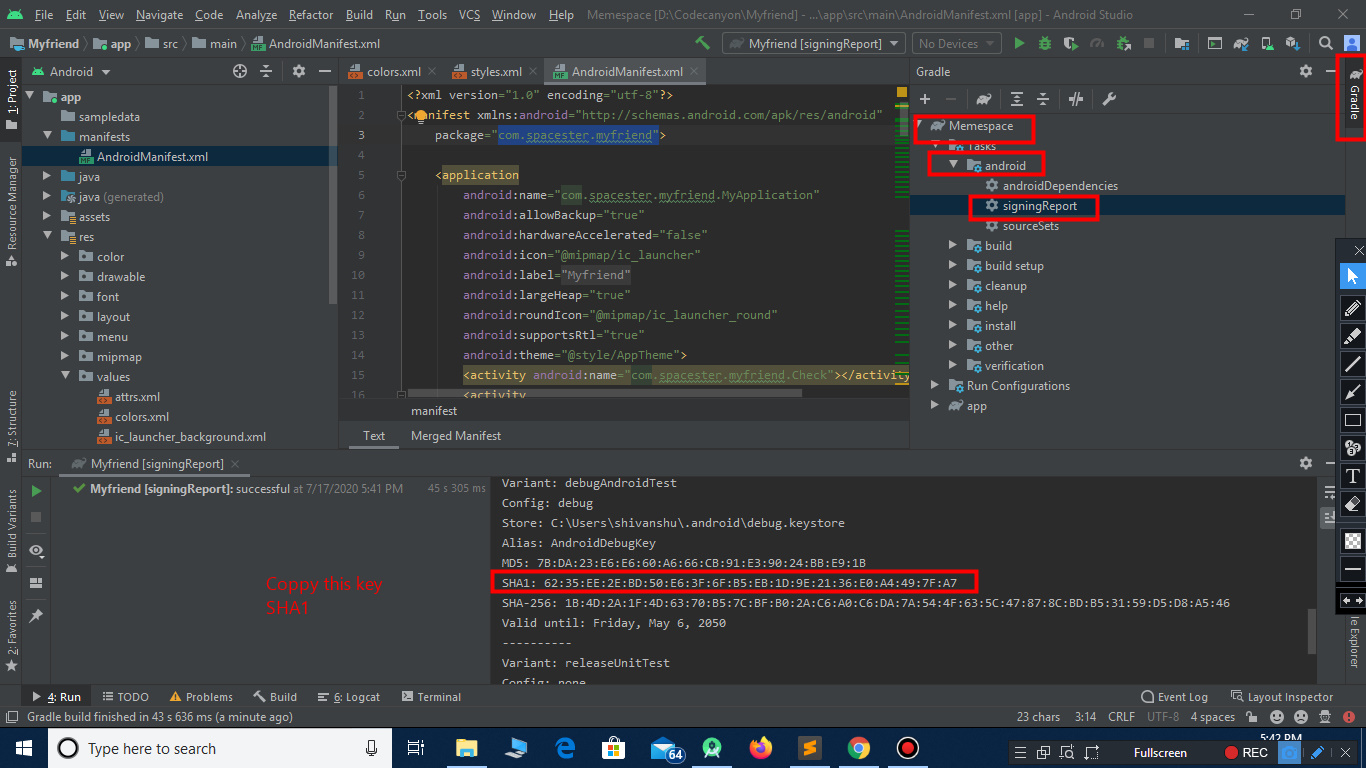 File Edit View Navigate Code Analyze Refactor Build Run Tools VCS Window Help Memespace [D:\Codecanyon\Myfriend] - ...\app\src\main\AndroidManifest.xml [app] - Android Studio
Myfriend app src main AndroidManifest.xml Myfriend [signingReport] No Devices
1: Project
Resource Manager
Z: Structure
Build Variants
2: Favorites
Android
app
sampledata
manifests
AndroidManifest.xml
java
java (generated)
assets
res
color
drawable
font
layout
menu
mipmap
values
attrs.xml
colors.xml
ic_launcher_background.xml
colors.xml styles.xml AndroidManifest.xml
1 <?xml version="1.0" encoding="utf-8"?>
2 <manifest xmlns:android="http://schemas.android.com/apk/res/android"
3 package="com.spacester.myfriend">
4
5 <application
6 android:name="com.spacester.myfriend.MyApplication"
7 android:allowBackup="true"
8 android:hardwareAccelerated="false"
9 android:icon="@mipmap/ic_launcher"
10 android:label="Myfriend"
11 android:largeHeap="true"
12 android:roundIcon="@mipmap/ic_launcher_round"
13 android:supportsRtl="true"
14 android:theme="@style/AppTheme">
15 <activity android:name="com.spacester.myfriend.Check"></activity
16 <activity
manifest
Text Merged Manifest
Gradle
Memespace
Tasks
android
androidDependencies
signingReport
sourceSets
build
build setup
cleanup
help
install
other
verification
Run Configurations
app
Gradle
Run: Myfriend [signingReport]
Myfriend [signingReport]: successful at 7/17/2020 5:41 PM 45 s 305 ms
Coppy this key
SHA1
Variant: debugAndroidTest
Config: debug
Store: C:\Users\shivanshu\.android\debug.keystore
Alias: AndroidDebugKey
MD5: 7B:DA:23:E6:E6:60:A6:66:CB:91:E3:90:24:BB:E9:1B
SHA1: 62:35:EE:2E:BD:50:E6:3F:6F:B5:EB:1D:9E:21:36:E0:A4:49:7F:A7
SHA-256: 1B:4D:2A:1F:4D:63:70:B5:7C:BF:B0:2A:C6:A0:C6:DA:7A:54:4F:63:5C:47:87:8C:BD:B5:31:59:D5:D8:A5:46
Valid until: Friday, May 6, 2050
----------
Variant: releaseUnitTest
Config: none
T
le Explorer
4: Run TODO Problems Build 6: Logcat Terminal Event Log Layout Inspector
Gradle build finished in 43 s 636 ms (a minute ago) 23 chars 3:14 CRLF UTF-8 4 spaces
Type here to search 64 5:42 PM
Fullscreen REC